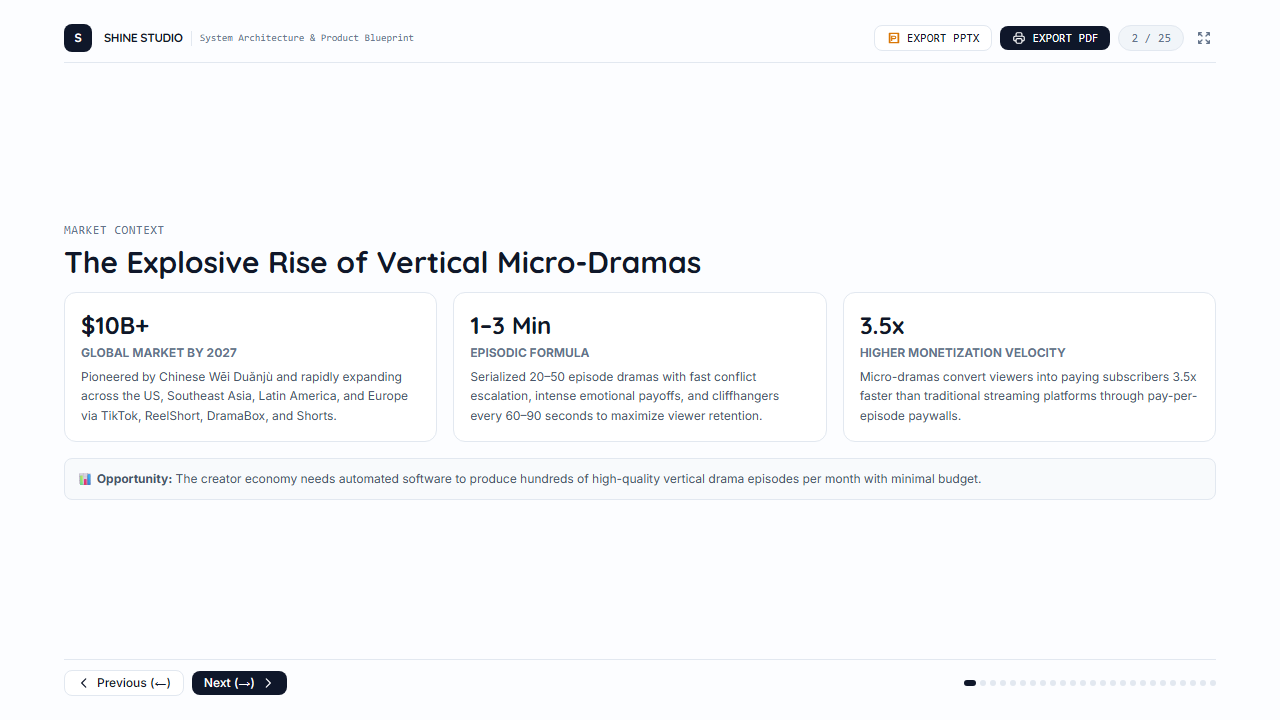 S
SHINE STUDIO
System Architecture & Product Blueprint
EXPORT PPTX
EXPORT PDF
2 / 25
MARKET CONTEXT
The Explosive Rise of Vertical Micro-Dramas
$10B+
GLOBAL MARKET BY 2027
Pioneered by Chinese Wēi Duǎnjù and rapidly expanding
across the US, Southeast Asia, Latin America, and Europe
via TikTok, ReelShort, DramaBox, and Shorts.
1–3 Min
EPISODIC FORMULA
Serialized 20–50 episode dramas with fast conflict
escalation, intense emotional payoffs, and cliffhangers
every 60–90 seconds to maximize viewer retention.
3.5x
HIGHER MONETIZATION VELOCITY
Micro-dramas convert viewers into paying subscribers 3.5x
faster than traditional streaming platforms through pay-per-
episode paywalls.
📊 Opportunity: The creator economy needs automated software to produce hundreds of high-quality vertical drama episodes per month with minimal budget.
Previous (←)
Next (→)